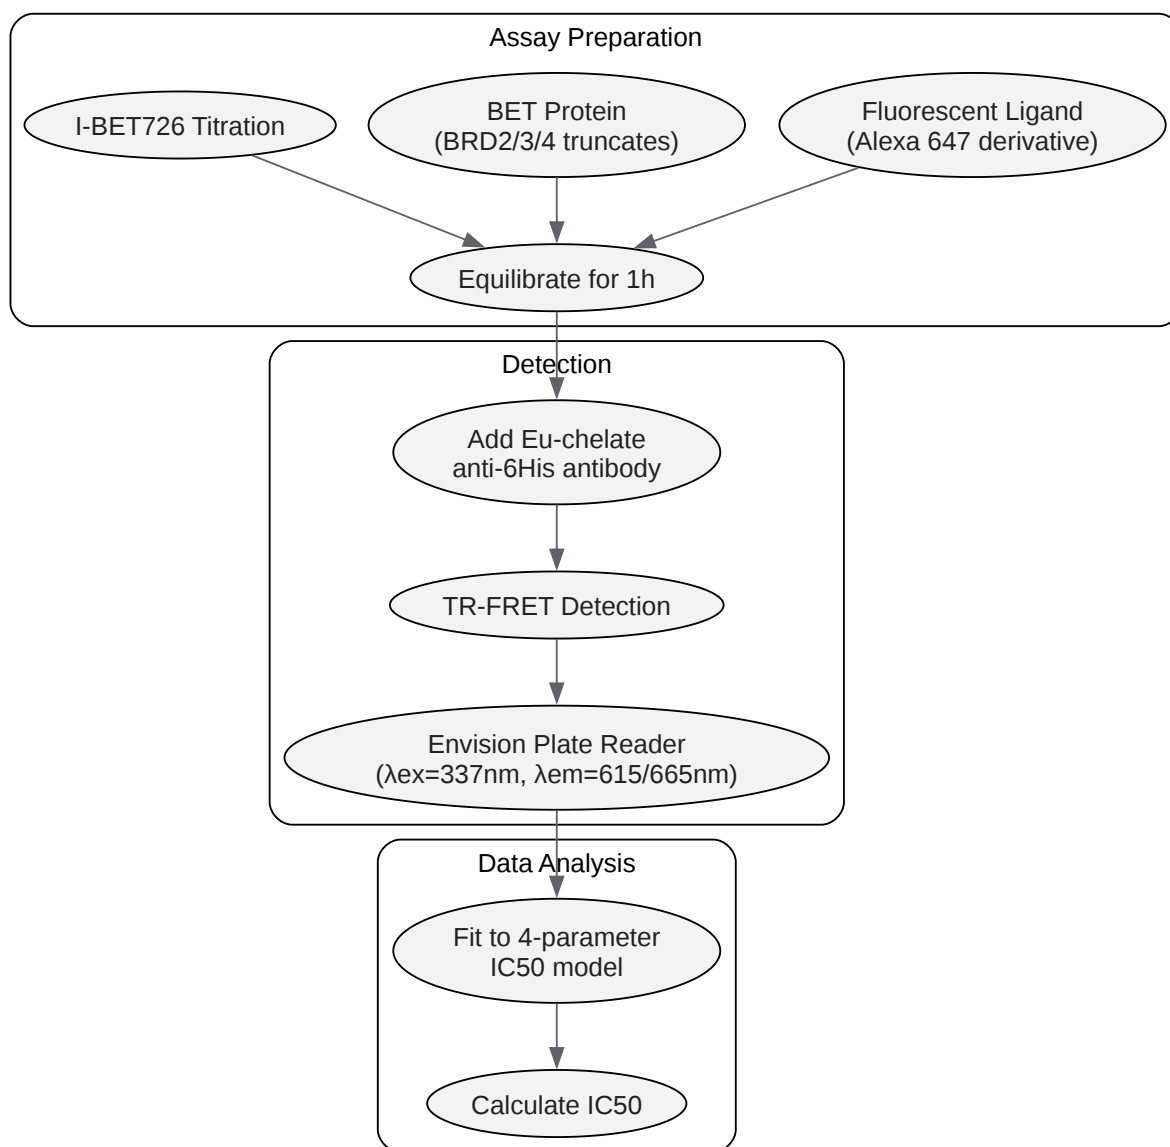 Assay Preparation
I-BET726 Titration
BET Protein
(BRD2/3/4 truncates)
Fluorescent Ligand
(Alexa 647 derivative)
Equilibrate for 1h
Detection
Add Eu-chelate
anti-6His antibody
TR-FRET Detection
Envision Plate Reader
(λex=337nm, λem=615/665nm)
Data Analysis
Fit to 4-parameter
IC50 model
Calculate IC50